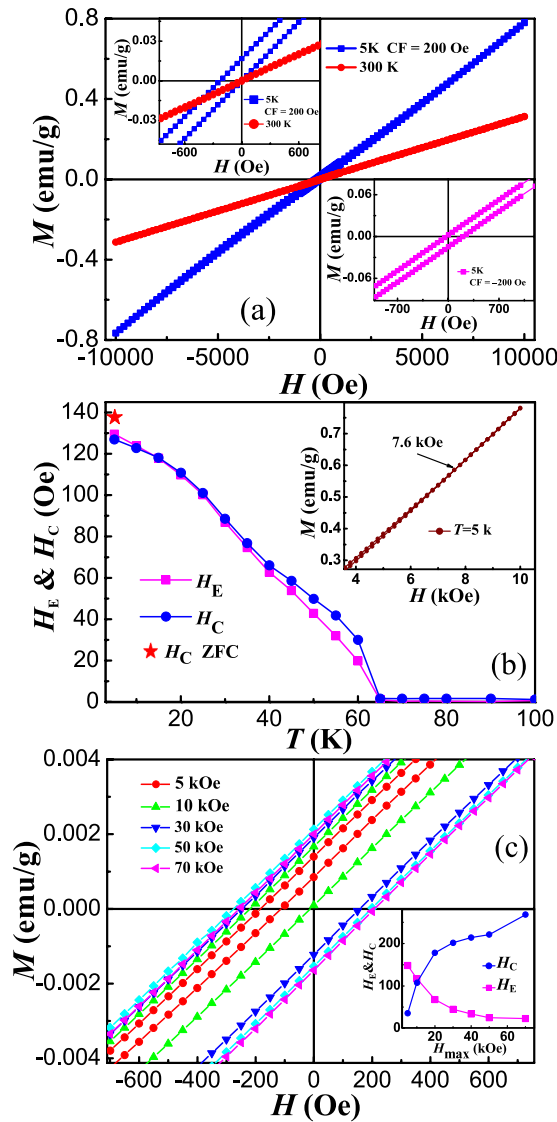 0.8
0.4
0.0
-0.4
-0.8
M (emu/g)
-10000 -5000 0 5000 10000
H (Oe)
5K CF = 200 Oe
300 K
(a)
0.03
0.00
-0.03
M (emu/g)
-600 0 600
H (Oe)
5K
CF = 200 Oe
300 K
0.06
0.00
-0.06
M (emu/g)
-700 0 700
H (Oe)
5K
CF = −200 Oe
140
120
100
80
60
40
20
0
H_E & H_C (Oe)
20 40 60 80 100
T (K)
H_E
H_C
H_C ZFC
(b)
0.8
0.6
0.5
0.3
M (emu/g)
4 6 8 10
H (kOe)
7.6 kOe
T=5 k
0.004
0.002
0.000
-0.002
-0.004
M (emu/g)
-600 -400 -200 0 200 400 600
H (Oe)
5 kOe
10 kOe
30 kOe
50 kOe
70 kOe
(c)
200
100
0
H_E & H_C
20 40 60
H_max (kOe)
H_C
H_E